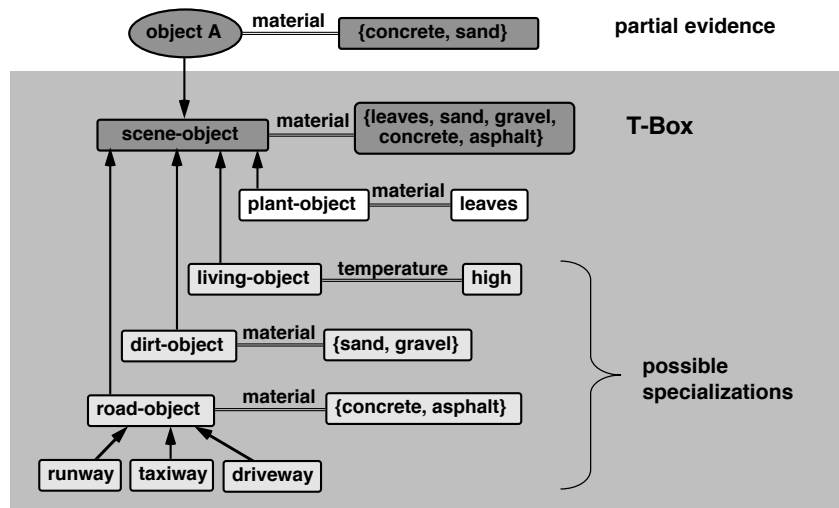 object A
material
{concrete, sand}
partial evidence
scene-object
material
{leaves, sand, gravel,
concrete, asphalt}
T-Box
plant-object
material
leaves
living-object
temperature
high
dirt-object
material
{sand, gravel}
possible
specializations
road-object
material
{concrete, asphalt}
runway
taxiway
driveway